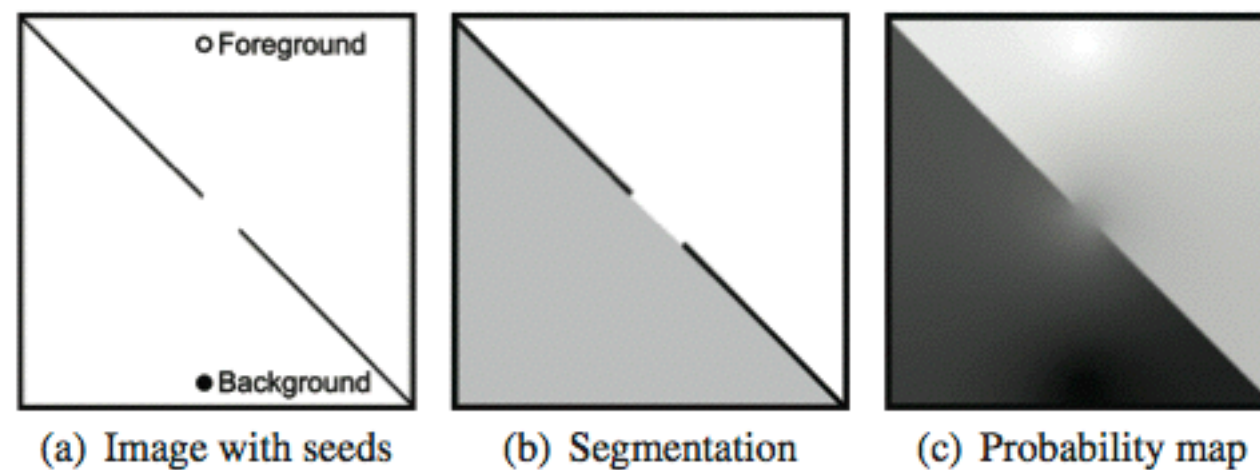 Foreground
Background
(a) Image with seeds
(b) Segmentation
(c) Probability map